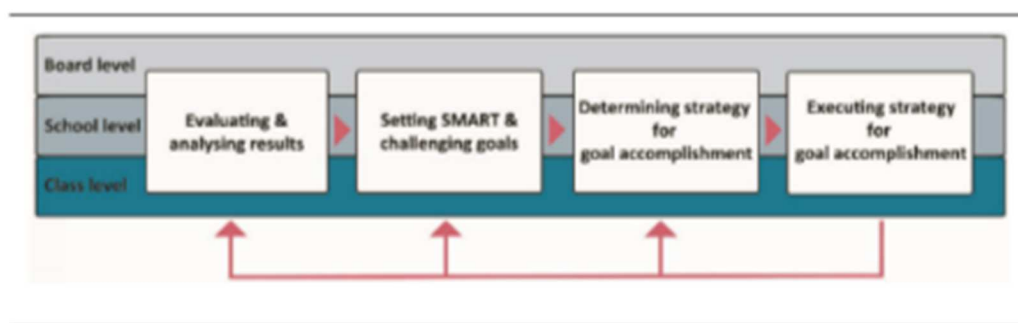 Board level
School level
Class level
Evaluating &
analysing results
Setting SMART &
challenging goals
Determining strategy
for
goal accomplishment
Executing strategy
for
goal accomplishment